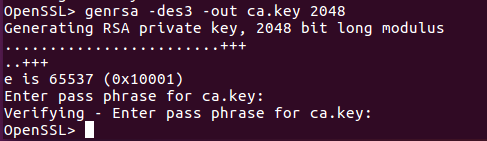 OpenSSL> genrsa -des3 -out ca.key 2048
Generating RSA private key, 2048 bit long modulus
..........................+++
..+++
e is 65537 (0x10001)
Enter pass phrase for ca.key:
Verifying - Enter pass phrase for ca.key:
OpenSSL>